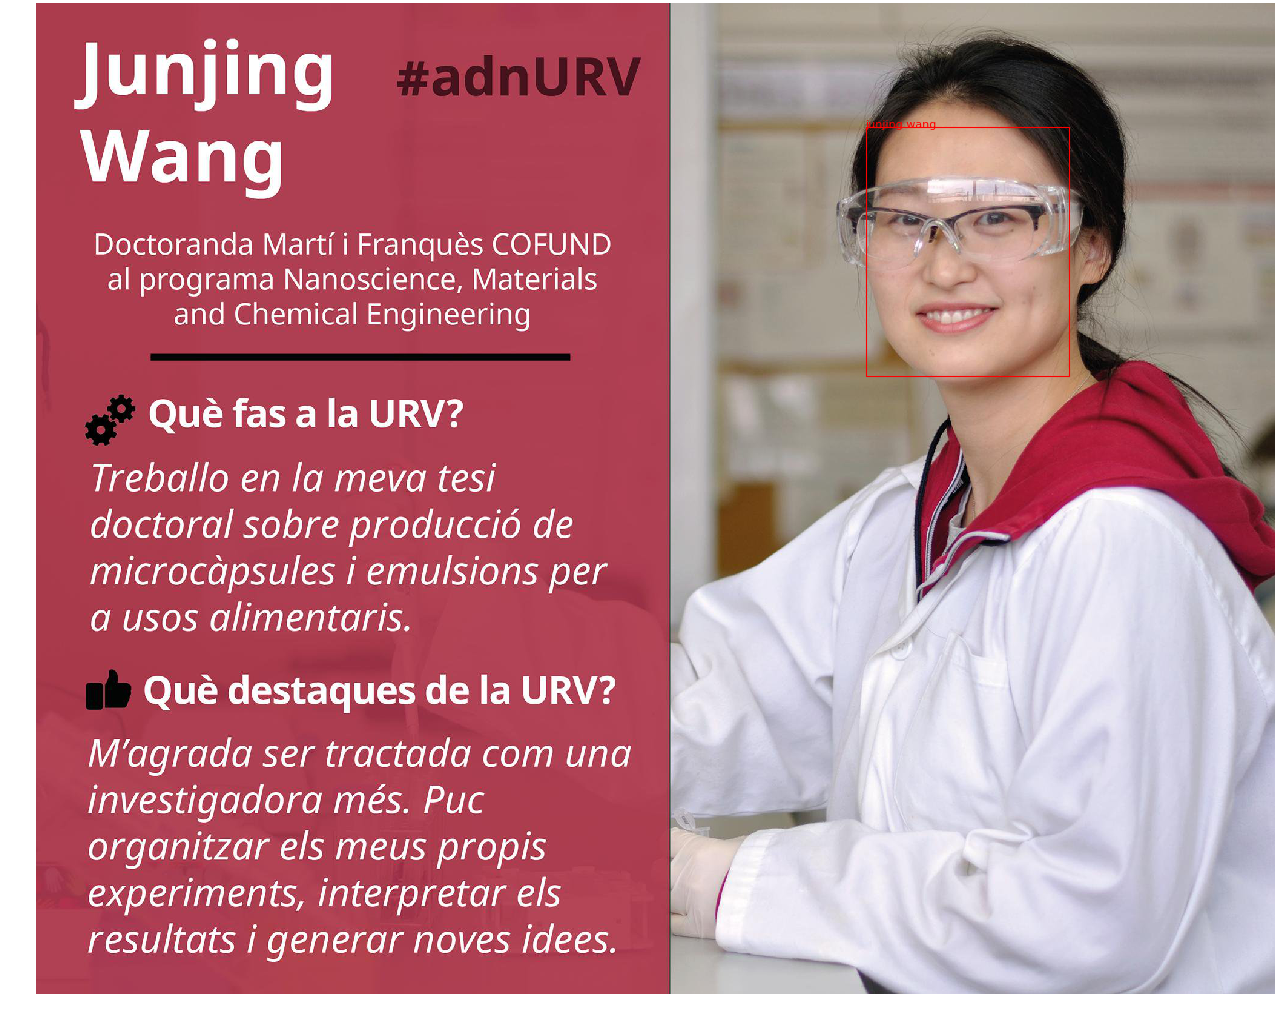 Junjing
Wang
#adnURV
Doctoranda Martí i Franquès COFUND
al programa Nanoscience, Materials
and Chemical Engineering
Què fas a la URV?
Treballo en la meva tesi
doctoral sobre producció de
microcàpsules i emulsions per
a usos alimentaris.
Què destaques de la URV?
M’agrada ser tractada com una
investigadora més. Puc
organitzar els meus propis
experiments, interpretar els
resultats i generar noves idees.
junjing wang